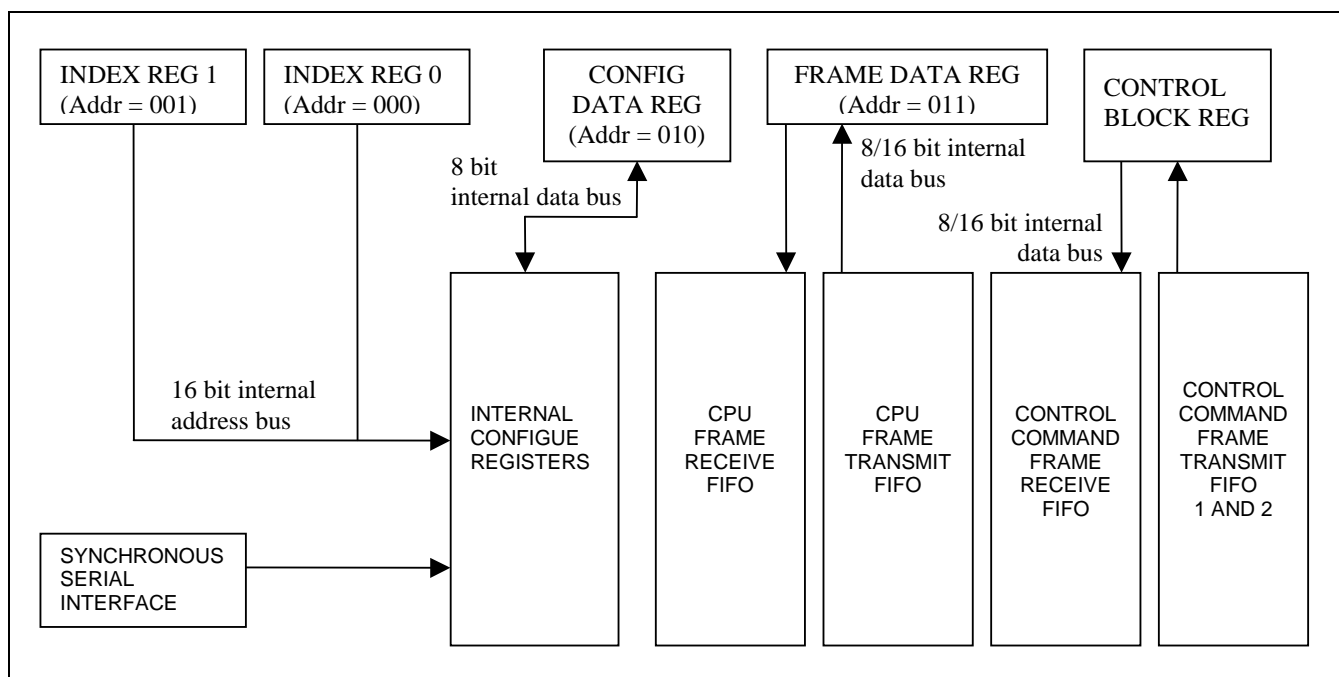 INDEX REG 1
(Addr = 001)
INDEX REG 0
(Addr = 000)
CONFIG
DATA REG
(Addr = 010)
FRAME DATA REG
(Addr = 011)
CONTROL
BLOCK REG
8 bit
internal data bus
8/16 bit internal
data bus
8/16 bit internal
data bus
16 bit internal
address bus
INTERNAL
CONFIGUE
REGISTERS
CPU
FRAME
RECEIVE
FIFO
CPU
FRAME
TRANSMIT
FIFO
CONTROL
COMMAND
FRAME
RECEIVE
FIFO
CONTROL
COMMAND
FRAME
TRANSMIT
FIFO
1 AND 2
SYNCHRONOUS
SERIAL
INTERFACE